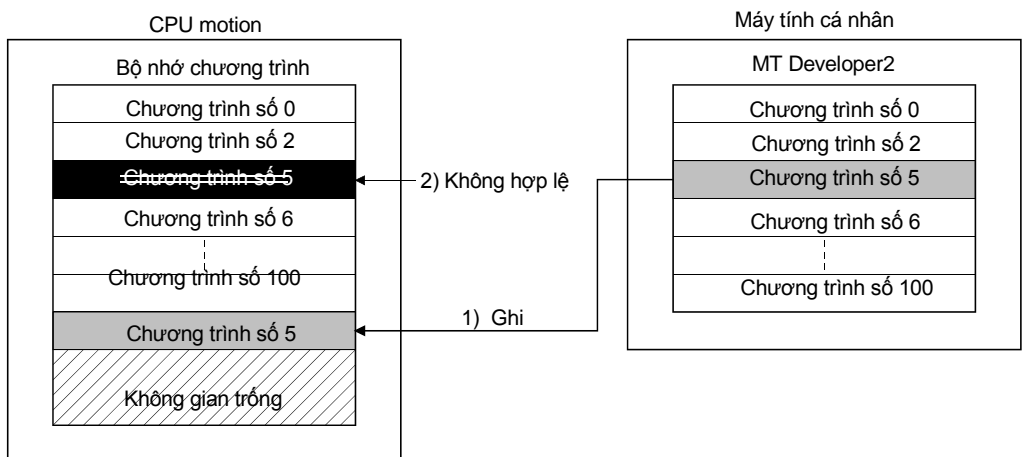 CPU motion
Bộ nhớ chương trình
Chương trình số 0
Chương trình số 2
Chương trình số 5
Chương trình số 6
Chương trình số 100
Chương trình số 5
Không gian trống
2) Không hợp lệ
1) Ghi
Máy tính cá nhân
MT Developer2
Chương trình số 0
Chương trình số 2
Chương trình số 5
Chương trình số 6
Chương trình số 100